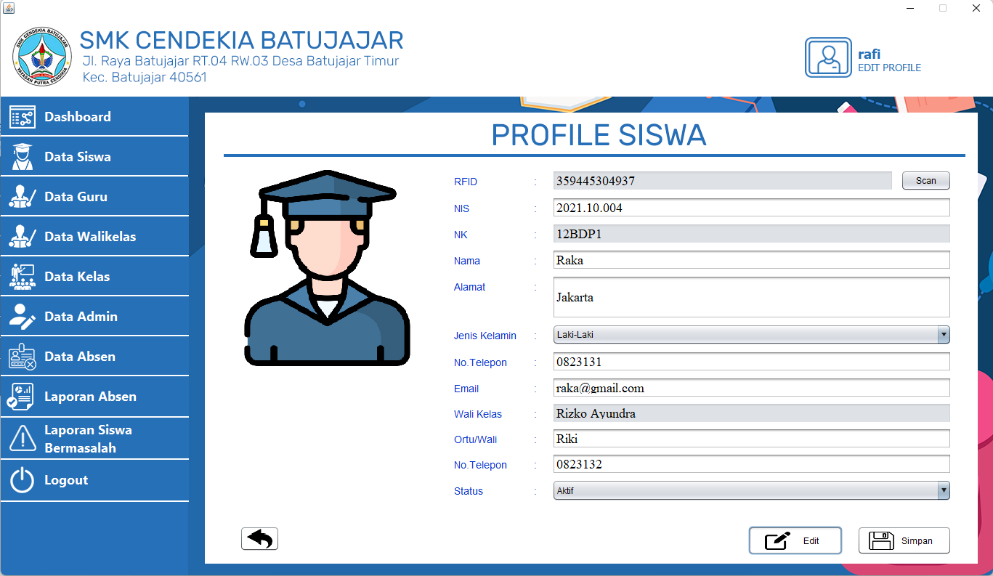 SMK CENDEKIA BATUJAJAR
Jl. Raya Batujajar RT.04 RW.03 Desa Batujajar Timur
Kec. Batujajar 40561
rafi
EDIT PROFILE
Dashboard
Data Siswa
Data Guru
Data Walikelas
Data Kelas
Data Admin
Data Absen
Laporan Absen
Laporan Siswa
Bermasalah
Logout
PROFILE SISWA
RFID : 359445304937 Scan
NIS : 2021.10.004
NK : 12BDP1
Nama : Raka
Alamat : Jakarta
Jenis Kelamin : Laki-Laki
No.Telepon : 0823131
Email : raka@gmail.com
Wali Kelas : Rizko Ayundra
Ortu/Wali : Riki
No.Telepon : 0823132
Status : Aktif
Edit
Simpan